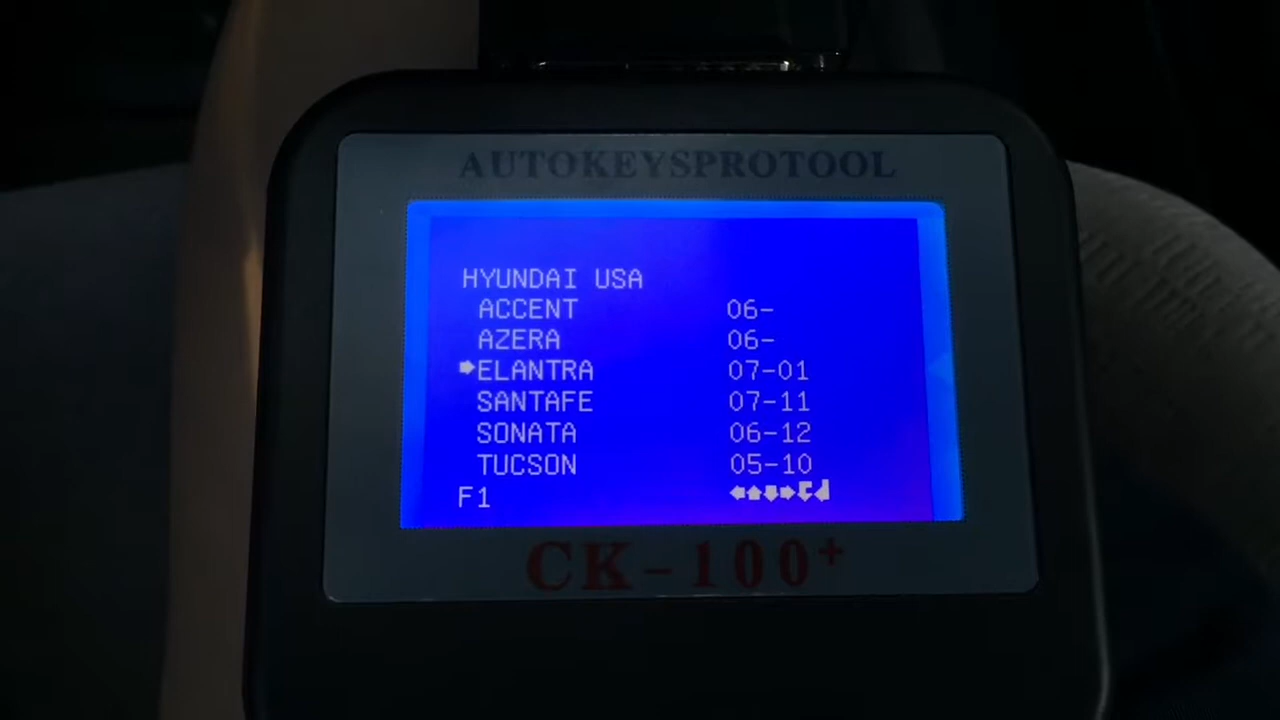 AUTOKEYSPROTOOL
HYUNDAI USA
ACCENT 06-
AZERA 06-
ELANTRA 07-01
SANTAFE 07-11
SONATA 06-12
TUCSON 05-10
F1
CK-100+